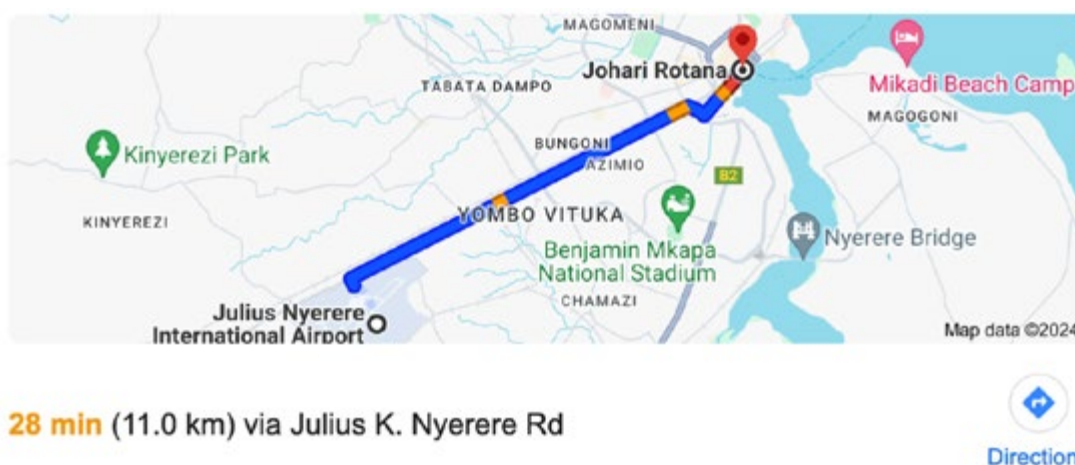 MAGOMENI
Johari Rotana
TABATA DAMPO
Mikadi Beach Camp
MAGOGONI
BUNGONI
Kinyerezi Park
AZIMIO
B2
KINYEREZI
YOMBO VITUKA
Nyerere Bridge
Benjamin Mkapa
National Stadium
CHAMAZI
Julius Nyerere
International Airport
Map data ©2024
28 min (11.0 km) via Julius K. Nyerere Rd
Direction